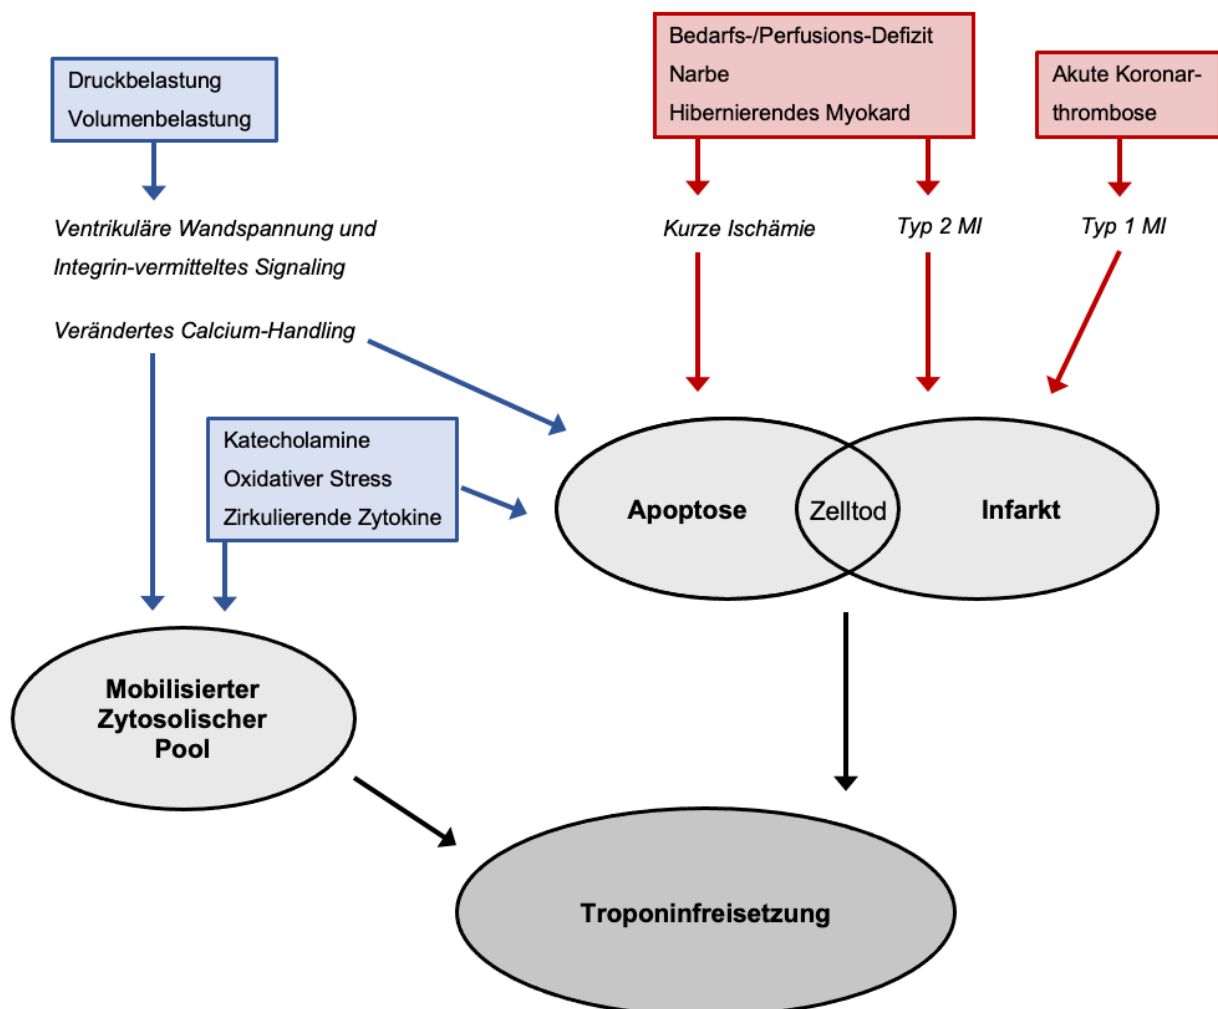 Bedarfs-/Perfusions-Defizit
Narbe
Hibernierendes Myokard
Akute Koronar-
thrombose
Druckbelastung
Volumenbelastung
Ventrikuläre Wandspannung und
Integrin-vermitteltes Signaling
Kurze Ischämie
Typ 2 MI
Typ 1 MI
Verändertes Calcium-Handling
Katecholamine
Oxidativer Stress
Zirkulierende Zytokine
Apoptose
Zelltod
Infarkt
Mobilisierter
Zytosolischer
Pool
Troponinfreisetzung